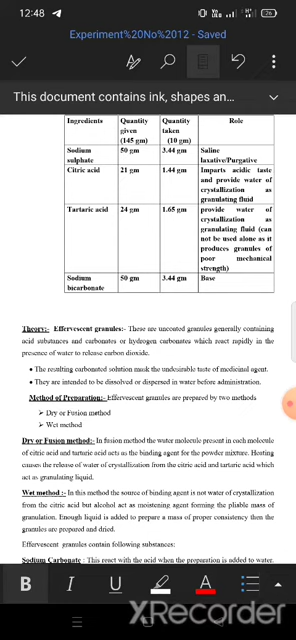 12:48
26
Experiment%20No%2012 - Saved
This document contains ink, shapes an...
Ingredients Quantity given (145 gm) Quantity taken (10 gm) Role
Sodium sulphate 50 gm 3.44 gm Saline laxative/Purgative
Citric acid 21 gm 1.44 gm Imparts acidic taste and provide water of crystallization as granulating fluid
Tartaric acid 24 gm 1.65 gm provide water of crystallization as granulating fluid (can not be used alone as it produces granules of poor mechanical strength)
Sodium bicarbonate 50 gm 3.44 gm Base
Theory:- Effervescent granules:- These are uncoated granules generally containing
acid substances and carbonates or hydrogen carbonates which react rapidly in the
presence of water to release carbon dioxide.
• The resulting carbonated solution mask the undesirable taste of medicinal agent.
• They are intended to be dissolved or dispersed in water before administration.
Method of Preparation:- Effervescent granules are prepared by two methods
➢ Dry or Fusion method
➢ Wet method
Dry or Fusion method:- In fusion method the water molecule present in each molecule
of citric acid and tartaric acid acts as the binding agent for the powder mixture. Heating
causes the release of water of crystallization from the citric acid and tartaric acid which
act as granulating liquid.
Wet method :- In this method the source of binding agent is not water of crystallization
from the citric acid but alcohol act as moistening agent forming the pliable mass of
granulation. Enough liquid is added to prepare a mass of proper consistency then the
granules are prepared and dried.
Effervescent granules contain following substances:
Sodium Carbonate : This react with the acid when the preparation is added to water.
B I U A
XRecorder